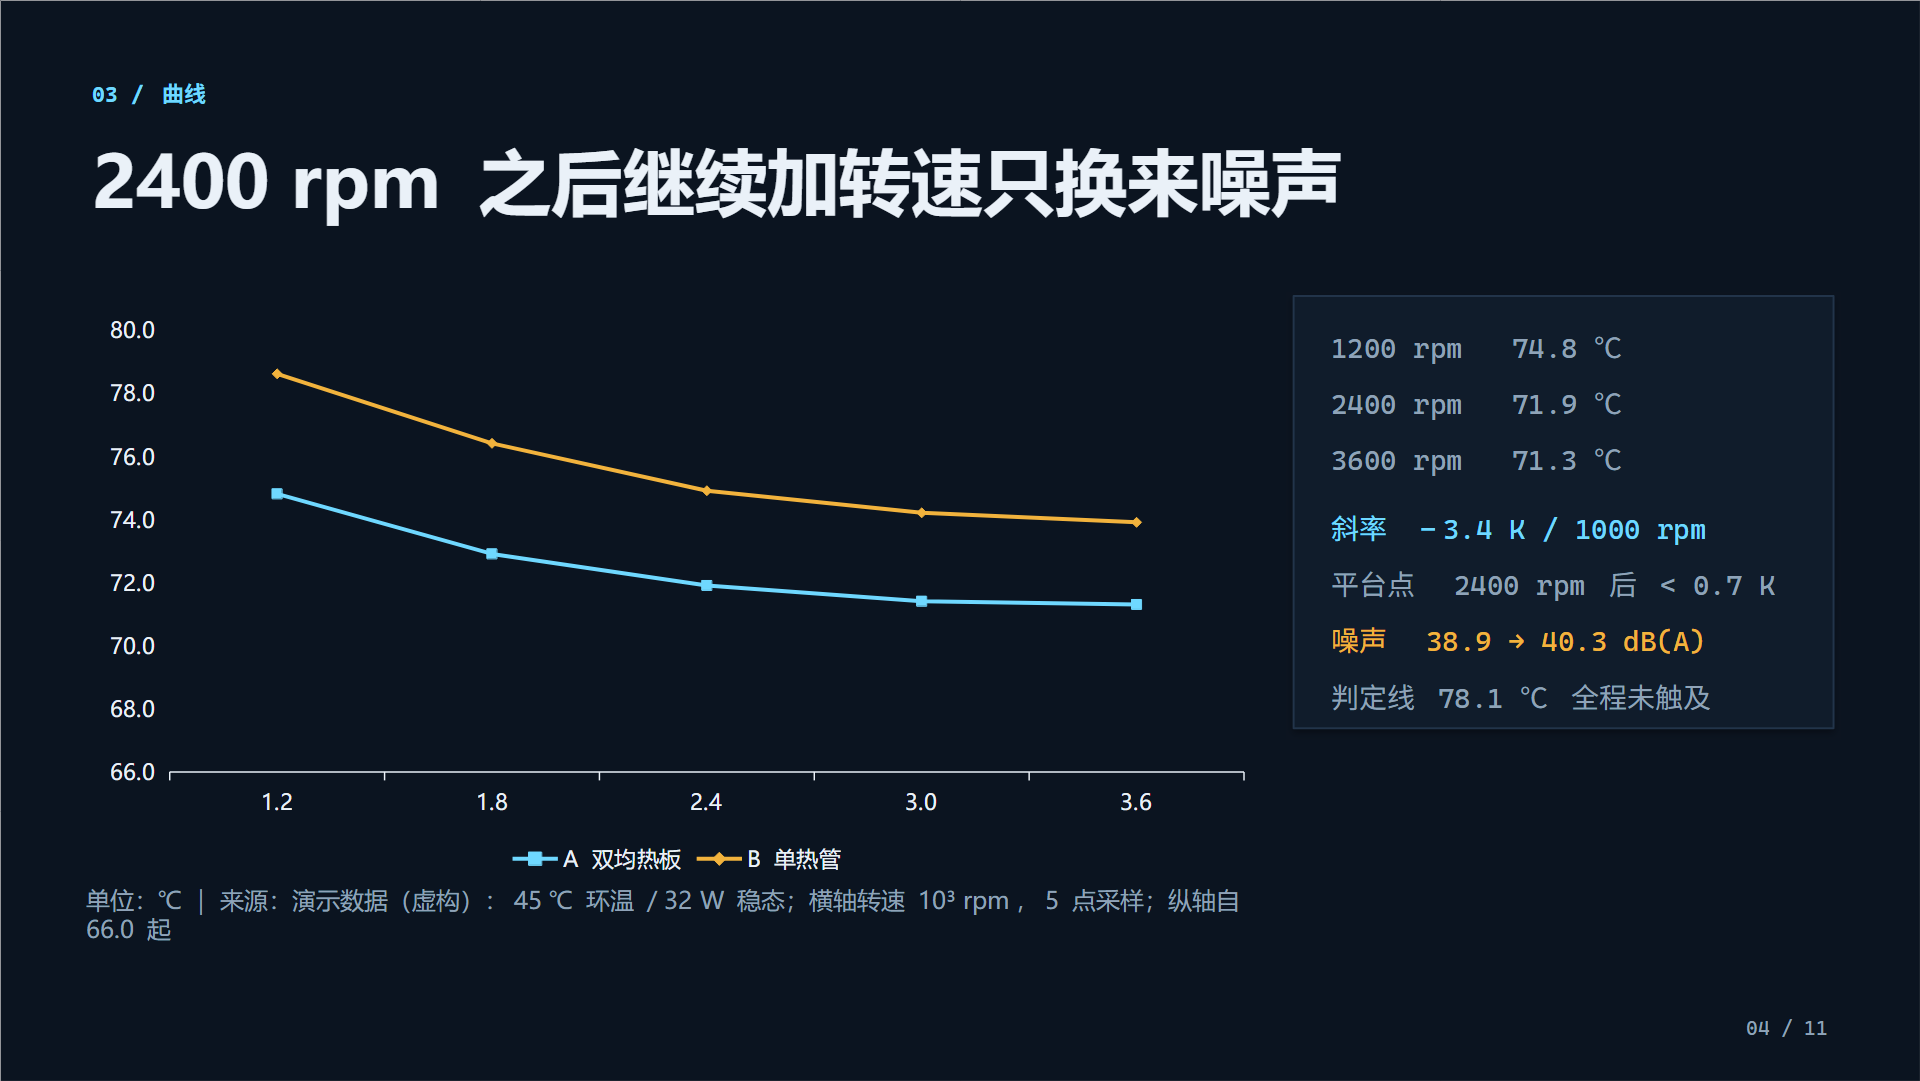 03 / 曲线
2400 rpm 之后继续加转速只换来噪声
80.0
78.0
76.0
74.0
72.0
70.0
68.0
66.0
1.2 1.8 2.4 3.0 3.6
A 双均热板 B 单热管
单位：℃ | 来源：演示数据（虚构）：45 ℃ 环温 / 32 W 稳态；横轴转速 10³ rpm，5 点采样；纵轴自
66.0 起
1200 rpm 74.8 ℃
2400 rpm 71.9 ℃
3600 rpm 71.3 ℃
斜率 −3.4 K / 1000 rpm
平台点 2400 rpm 后 < 0.7 K
噪声 38.9 → 40.3 dB(A)
判定线 78.1 ℃ 全程未触及
04 / 11